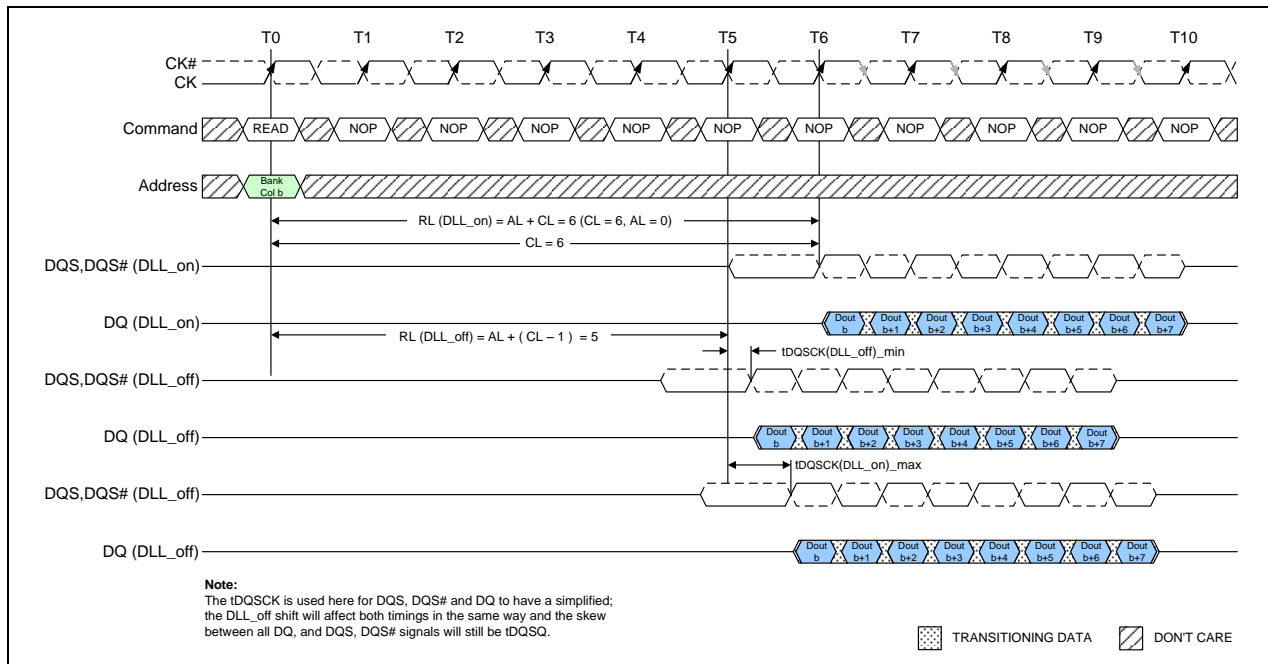 T0 T1 T2 T3 T4 T5 T6 T7 T8 T9 T10
CK#
CK
Command READ NOP NOP NOP NOP NOP NOP NOP NOP NOP NOP
Address Bank
Col b
RL (DLL_on) = AL + CL = 6 (CL = 6, AL = 0)
CL = 6
DQS,DQS# (DLL_on)
DQ (DLL_on) Dout b Dout b+1 Dout b+2 Dout b+3 Dout b+4 Dout b+5 Dout b+6 Dout b+7
RL (DLL_off) = AL + ( CL – 1 ) = 5
tDQSCK(DLL_off)_min
DQS,DQS# (DLL_off)
DQ (DLL_off) Dout b Dout b+1 Dout b+2 Dout b+3 Dout b+4 Dout b+5 Dout b+6 Dout b+7
tDQSCK(DLL_on)_max
DQS,DQS# (DLL_off)
DQ (DLL_off) Dout b Dout b+1 Dout b+2 Dout b+3 Dout b+4 Dout b+5 Dout b+6 Dout b+7
Note:
The tDQSCK is used here for DQS, DQS# and DQ to have a simplified;
the DLL_off shift will affect both timings in the same way and the skew
between all DQ, and DQS, DQS# signals will still be tDQSQ.
TRANSITIONING DATA DON'T CARE